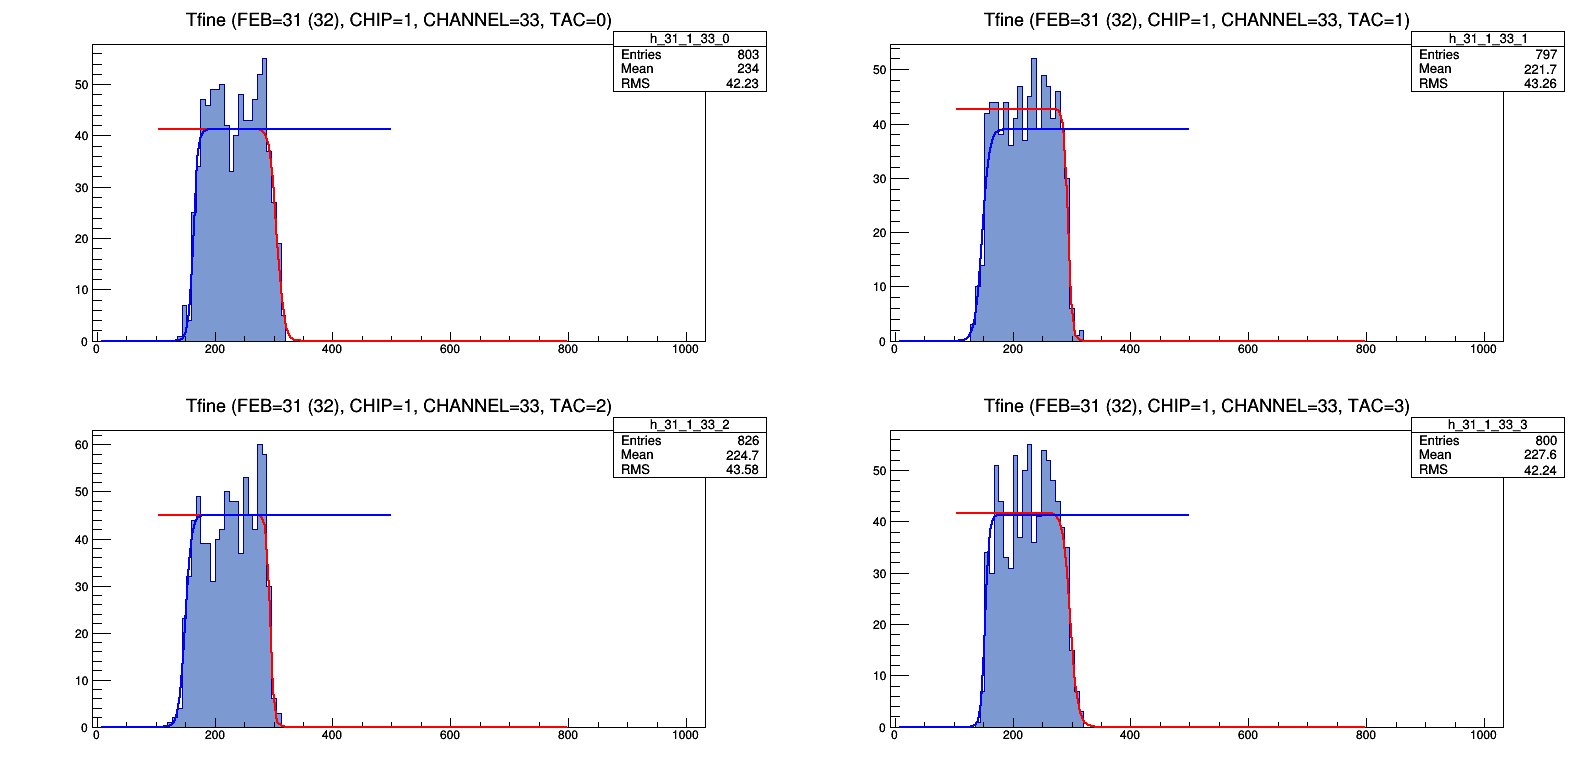 Tfine (FEB=31 (32), CHIP=1, CHANNEL=33, TAC=0)
h_31_1_33_0
Entries 803
Mean 234
RMS 42.23
50
40
30
20
10
0
0 200 400 600 800 1000
Tfine (FEB=31 (32), CHIP=1, CHANNEL=33, TAC=1)
h_31_1_33_1
Entries 797
Mean 221.7
RMS 43.26
50
40
30
20
10
0
0 200 400 600 800 1000
Tfine (FEB=31 (32), CHIP=1, CHANNEL=33, TAC=2)
h_31_1_33_2
Entries 826
Mean 224.7
RMS 43.58
60
50
40
30
20
10
0
0 200 400 600 800 1000
Tfine (FEB=31 (32), CHIP=1, CHANNEL=33, TAC=3)
h_31_1_33_3
Entries 800
Mean 227.6
RMS 42.24
50
40
30
20
10
0
0 200 400 600 800 1000